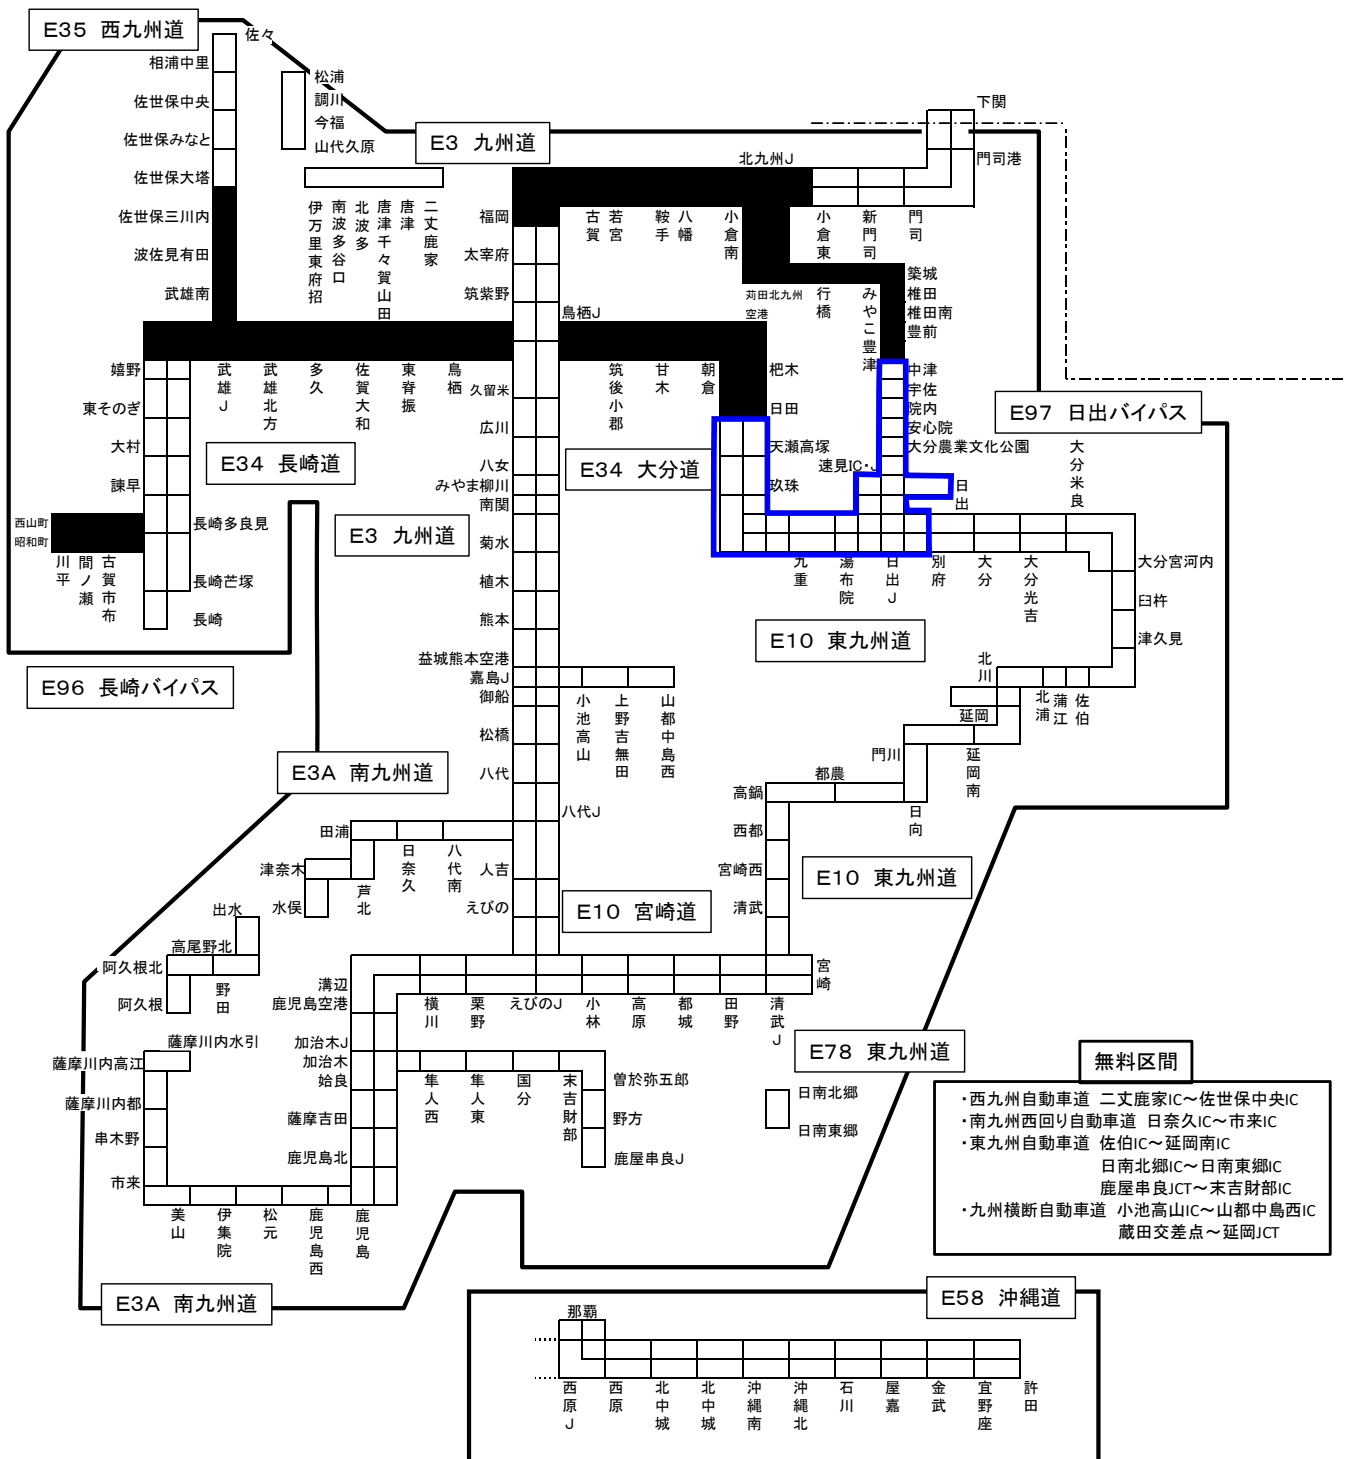 E35 西九州道
佐々
相浦中里
佐世保中央
佐世保みなと
佐世保大塔
佐世保三川内
波佐見有田
武雄南
松浦
調川
今福
山代久原
伊万里東府招
南波多谷口
北波多
唐津千々賀山田
唐津
二丈鹿家
E3 九州道
下関
門司港
北九州J
福岡
古賀
若宮
鞍手
八幡
小倉南
小倉東
新門司
門司
太宰府
筑紫野
鳥栖J
苅田北九州
空港
行橋
みやこ豊津
築城
椎田
椎田南
豊前
嬉野
東そのぎ
大村
諫早
武雄J
武雄北方
多久
佐賀大和
東脊振
鳥栖
久留米
広川
八女
みやま柳川
南関
菊水
植木
熊本
益城熊本空港
嘉島J
御船
松橋
八代
八代J
人吉
えびの
筑後小郡
甘木
朝倉
杷木
日田
天瀬高塚
玖珠
速見IC・J
中津
宇佐
院内
安心院
大分農業文化公園
日出
大分米良
E97 日出バイパス
E34 長崎道
E34 大分道
E3 九州道
西山町
昭和町
川平
間ノ瀬
古賀市布
長崎多良見
長崎芒塚
長崎
九重
湯布院
日出J
別府
大分
大分光吉
大分宮河内
臼杵
津久見
E10 東九州道
E96 長崎バイパス
小池高山
上野吉無田
山都中島西
北川
延岡
北浦
蒲江
佐伯
門川
延岡南
都農
高鍋
日向
西都
宮崎西
清武
E10 東九州道
E3A 南九州道
田浦
津奈木
水俣
芦北
日奈久
八代南
E10 宮崎道
出水
高尾野北
阿久根北
阿久根
野田
溝辺
鹿児島空港
横川
栗野
えびのJ
小林
高原
都城
田野
清武J
宮崎
薩摩川内水引
薩摩川内高江
薩摩川内都
串木野
市来
加治木J
加治木
姶良
薩摩吉田
鹿児島北
隼人西
隼人東
国分
末吉財部
曽於弥五郎
野方
鹿屋串良J
美山
伊集院
松元
鹿児島西
鹿児島
E78 東九州道
日南北郷
日南東郷
無料区間
・西九州自動車道 二丈鹿家IC～佐世保中央IC
・南九州西回り自動車道 日奈久IC～市来IC
・東九州自動車道 佐伯IC～延岡南IC
日南北郷IC～日南東郷IC
鹿屋串良JCT～末吉財部IC
・九州横断自動車道 小池高山IC～山都中島西IC
蔵田交差点～延岡JCT
E3A 南九州道
E58 沖縄道
那覇
西原J
西原
北中城
北中城
沖縄南
沖縄北
石川
屋嘉
金武
宜野座
許田